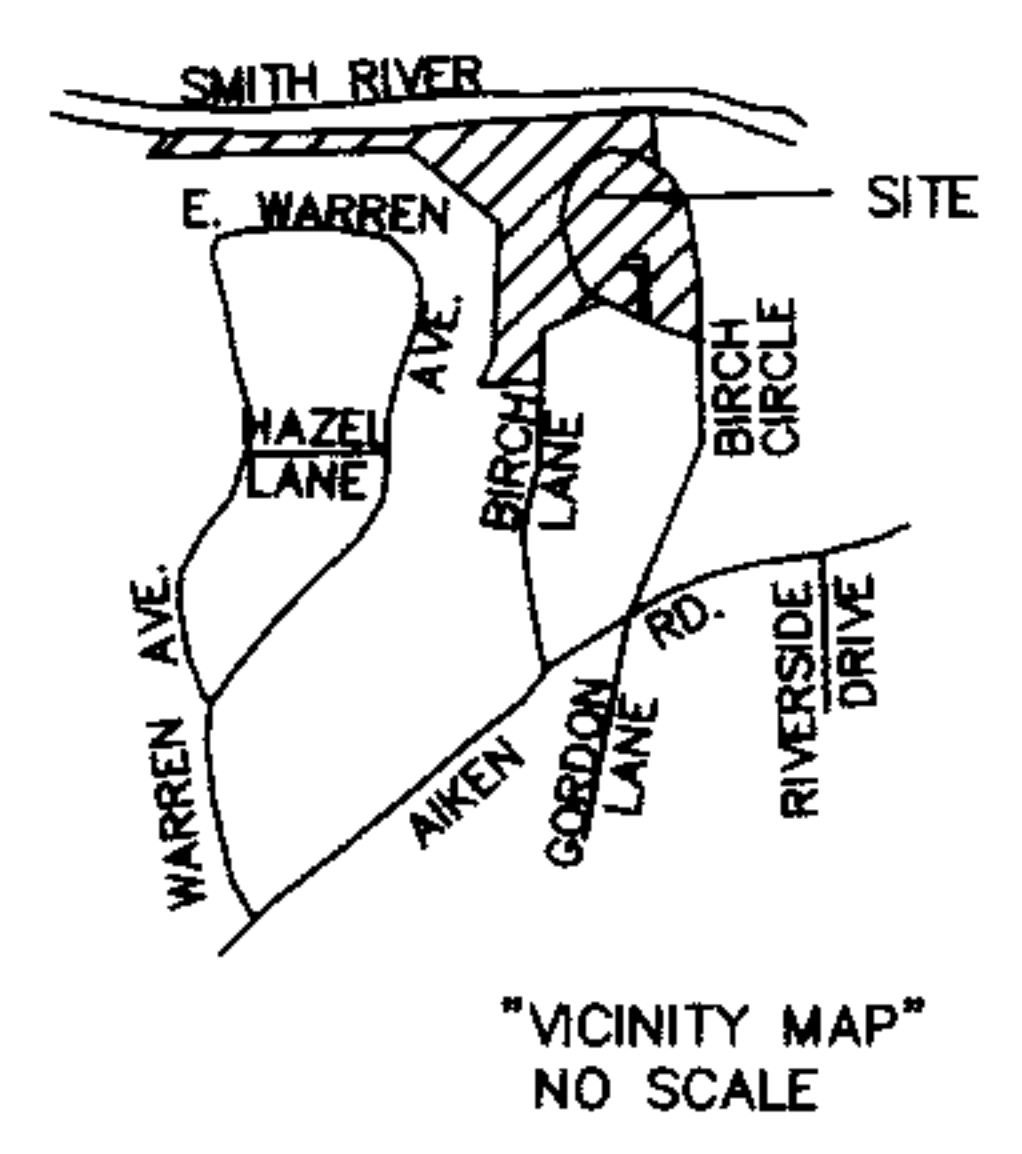 SMITH RIVER
SITE
E. WARREN
AVE.
BIRCH
CIRCLE
HAZEL
LANE
BIRCH
LANE
WARREN AVE.
AIKEN RD.
GORDON
LANE
RIVERSIDE
DRIVE
"VICINITY MAP"
NO SCALE